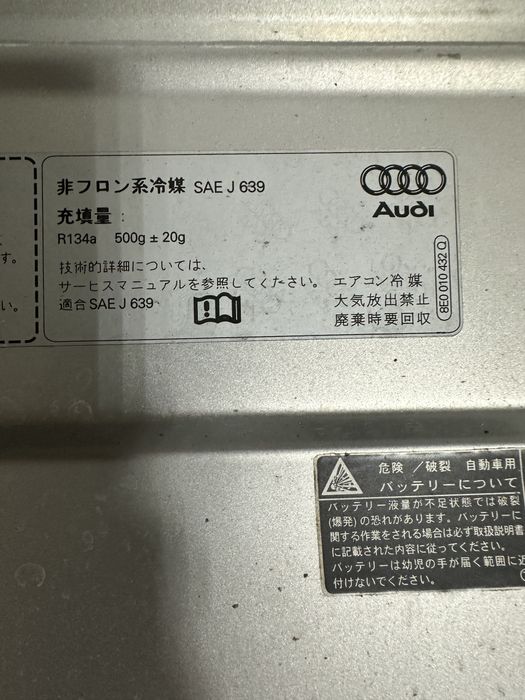 非フロン系冷媒 SAE J 639
充填量 :
R134a 500g ± 20g
技術的詳細については、
サービスマニュアルを参照してください。
適合 SAE J 639
Audi
エアコン冷媒
大気放出禁止
廃棄時要回収
8E0 010 432 Q
す。
い。
危険 /破裂 自動車用
バッテリーについて
バッテリー液量が不足状態では破裂
(爆発)の恐れがあります。バッテリーに
関する作業をされる場合は必ず取扱説明書
に記載された内容に従ってください。
バッテリーは幼児の手が届く範囲に近
付けないでください。